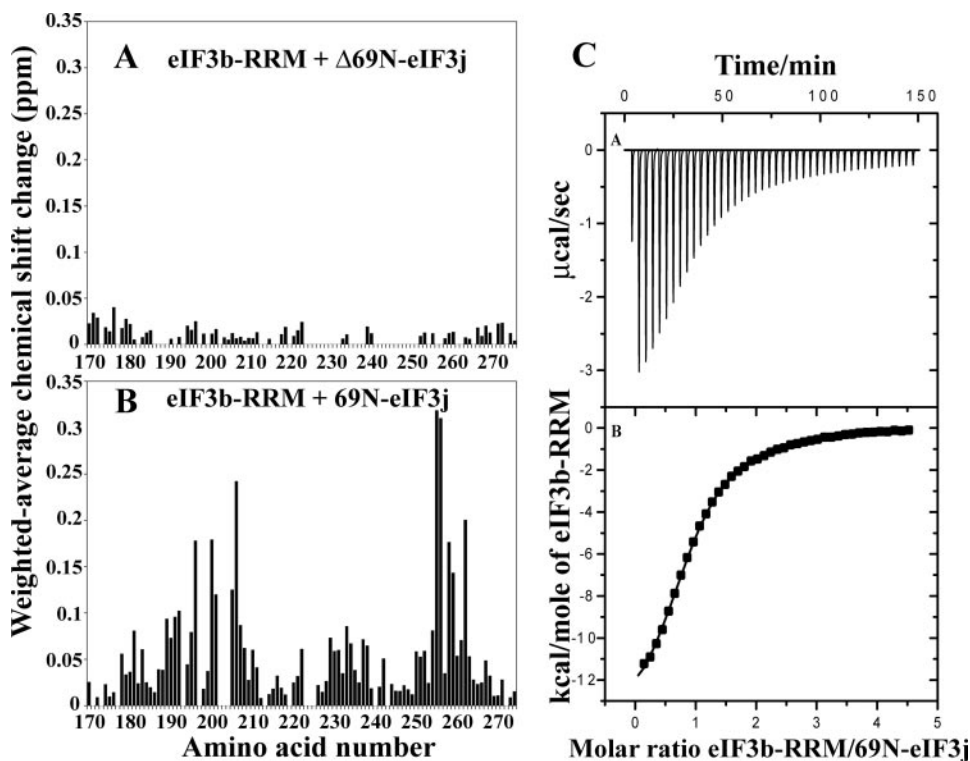 Weighted-average chemical shift change (ppm)
A eIF3b-RRM + Δ69N-eIF3j
0.35
0.3
0.25
0.2
0.15
0.1
0.05
0
170 180 190 200 210 220 230 240 250 260 270
B eIF3b-RRM + 69N-eIF3j
0.35
0.3
0.25
0.2
0.15
0.1
0.05
0
170 180 190 200 210 220 230 240 250 260 270
Amino acid number
C
Time/min
0 50 100 150
A
0
-1
-2
-3
μcal/sec
B
0
-2
-4
-6
-8
-10
-12
kcal/mole of eIF3b-RRM
0 1 2 3 4 5
Molar ratio eIF3b-RRM/69N-eIF3j